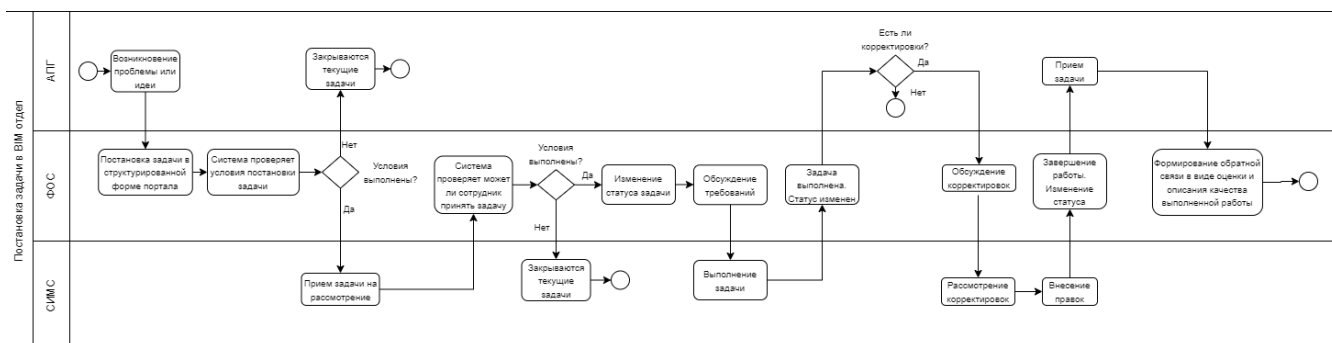 Постановка задачи в BIM отдел
АПГ
ФОС
СИМС
Возникновение
проблемы или
идеи
Закрываются
текущие
задачи
Есть ли
корректировки?
Да
Нет
Прием
задачи
Постановка задачи в
структурированной
форме портала
Система проверяет
условия постановки
задачи
Нет
Условия
выполнены?
Да
Система
проверяет может
ли сотрудник
принять задачу
Условия
выполнены?
Да
Нет
Изменение
статуса задачи
Обсуждение
требований
Задача
выполнена.
Статус изменен
Обсуждение
корректировок
Завершение
работы.
Изменение
статуса
Формирование обратной
связи в виде оценки и
описания качества
выполненной работы
Прием задачи на
рассмотрение
Закрываются
текущие
задачи
Выполнение
задачи
Рассмотрение
корректировок
Внесение
правок